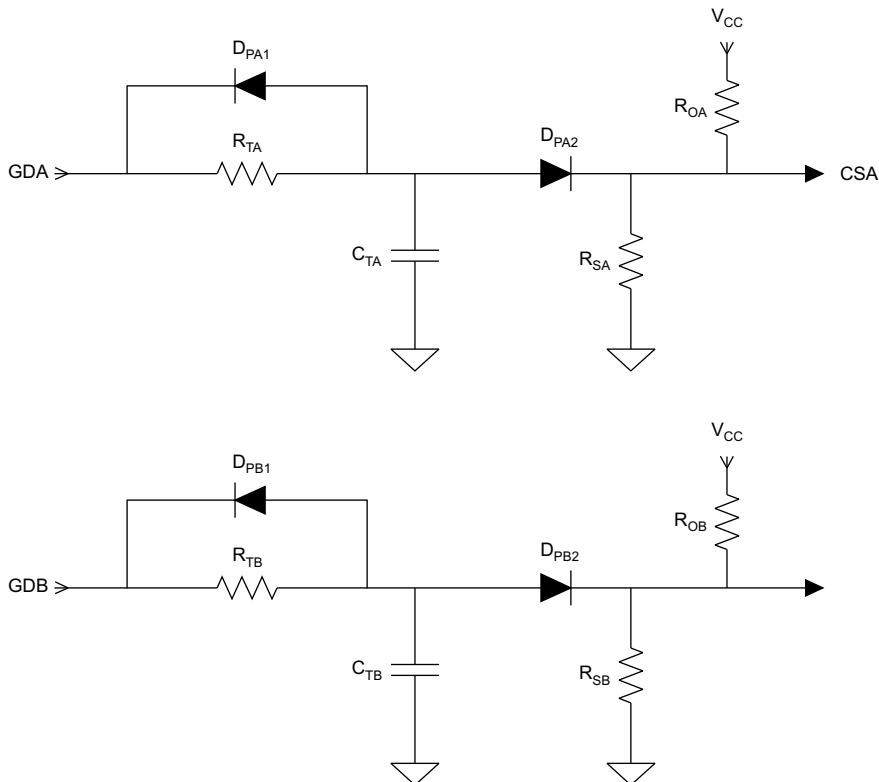 V_CC
D_PA1
R_OA
R_TA
D_PA2
GDA
CSA
C_TA
R_SA
V_CC
D_PB1
R_OB
R_TB
D_PB2
GDB
C_TB
R_SB